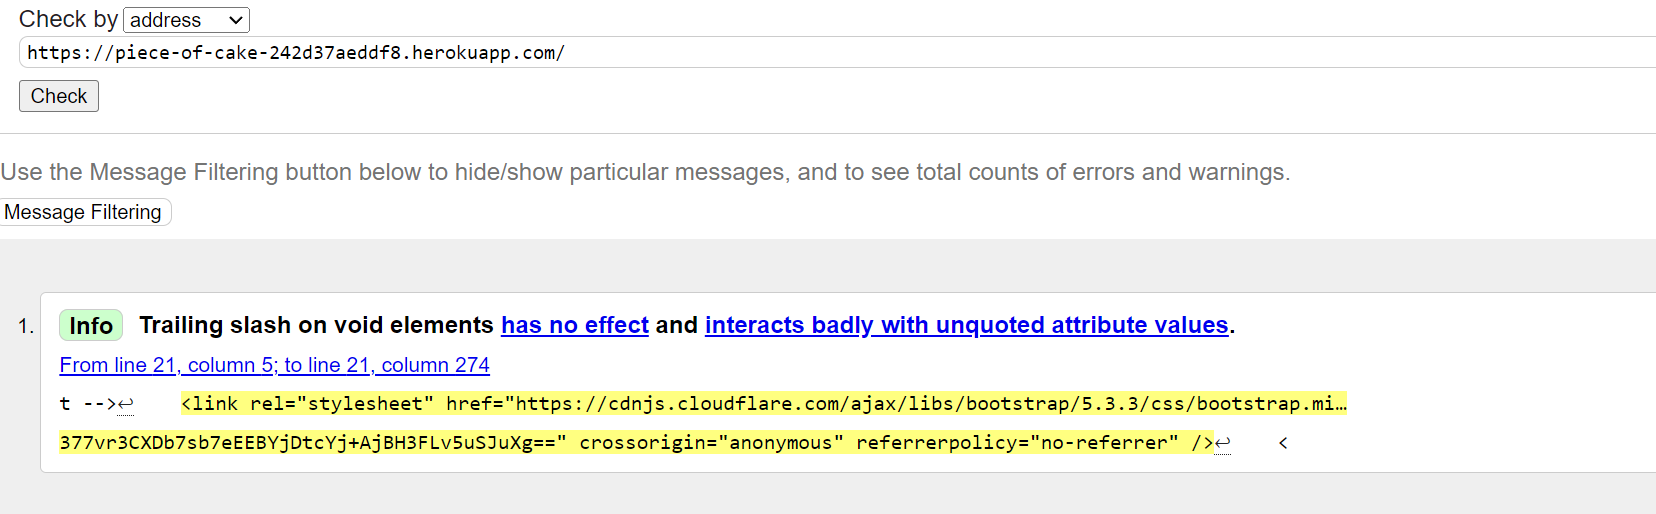 Check by address
https://piece-of-cake-242d37aeddf8.herokuapp.com/
Check
Use the Message Filtering button below to hide/show particular messages, and to see total counts of errors and warnings.
Message Filtering
1. Info Trailing slash on void elements has no effect and interacts badly with unquoted attribute values.
From line 21, column 5; to line 21, column 274
t -->↩ <link rel="stylesheet" href="https://cdnjs.cloudflare.com/ajax/libs/bootstrap/5.3.3/css/bootstrap.mi…
377vr3CXDb7sb7eEEBYjDtcYj+AjBH3FLv5uSJuXg==" crossorigin="anonymous" referrerpolicy="no-referrer" />↩ <